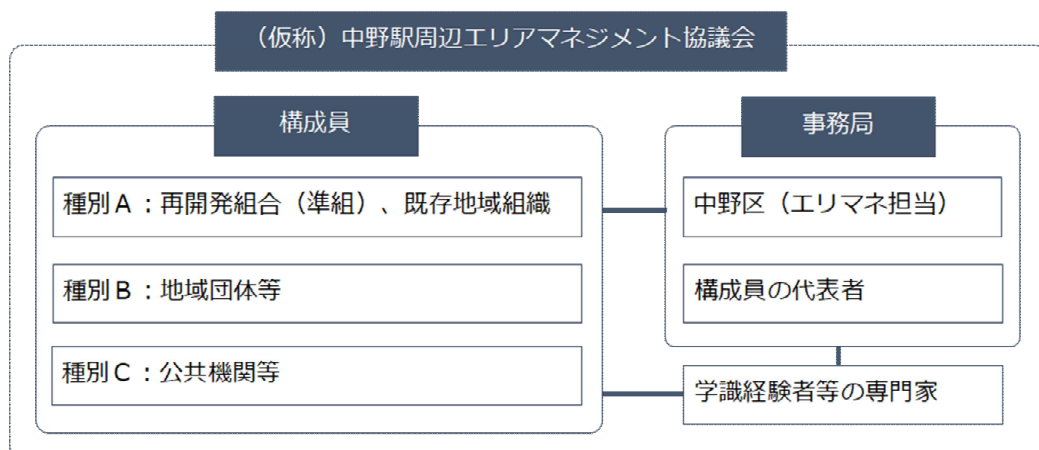 （仮称）中野駅周辺エリアマネジメント協議会
構成員
種別Ａ：再開発組合（準組）、既存地域組織
種別Ｂ：地域団体等
種別Ｃ：公共機関等
事務局
中野区（エリマネ担当）
構成員の代表者
学識経験者等の専門家